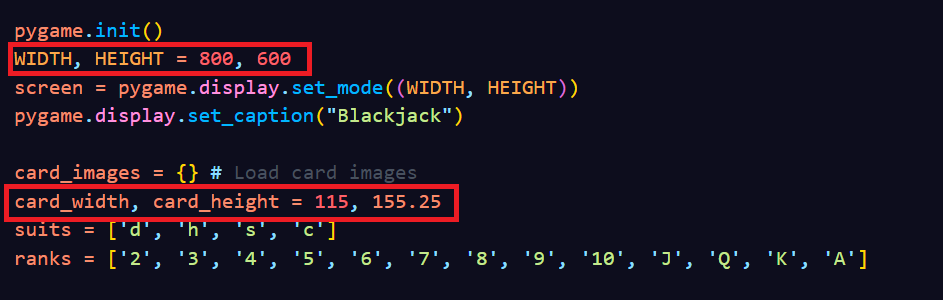 pygame.init()
WIDTH, HEIGHT = 800, 600
screen = pygame.display.set_mode((WIDTH, HEIGHT))
pygame.display.set_caption("Blackjack")
card_images = {} # Load card images
card_width, card_height = 115, 155.25
suits = ['d', 'h', 's', 'c']
ranks = ['2', '3', '4', '5', '6', '7', '8', '9', '10', 'J', 'Q', 'K', 'A']